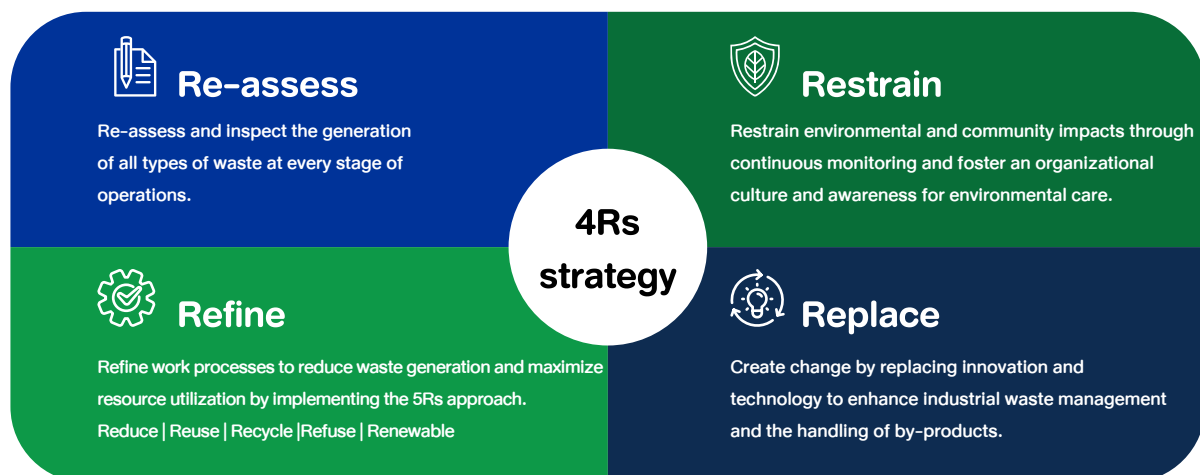 Re-assess
Re-assess and inspect the generation
of all types of waste at every stage of
operations.
Restrain
Restrain environmental and community impacts through
continuous monitoring and foster an organizational
culture and awareness for environmental care.
4Rs
strategy
Refine
Refine work processes to reduce waste generation and maximize
resource utilization by implementing the 5Rs approach.
Reduce | Reuse | Recycle |Refuse | Renewable
Replace
Create change by replacing innovation and
technology to enhance industrial waste management
and the handling of by-products.